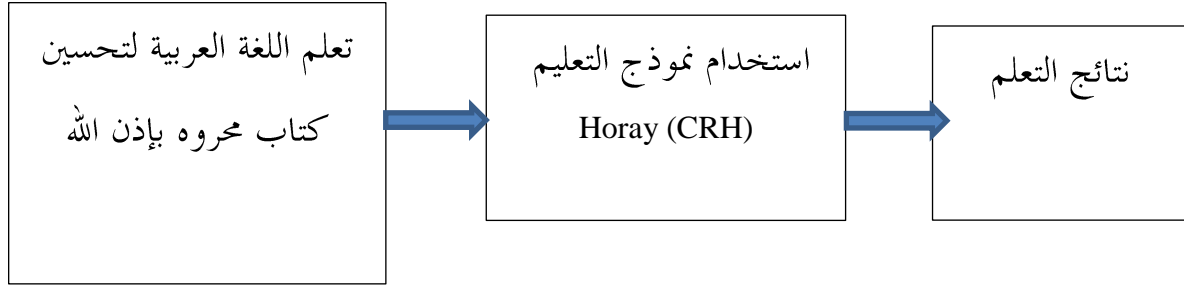 تعلم اللغة العربية لتحسين
كتاب محروه بإذن الله
استخدام نموذج التعليم
Horay (CRH)
نتائج التعلم